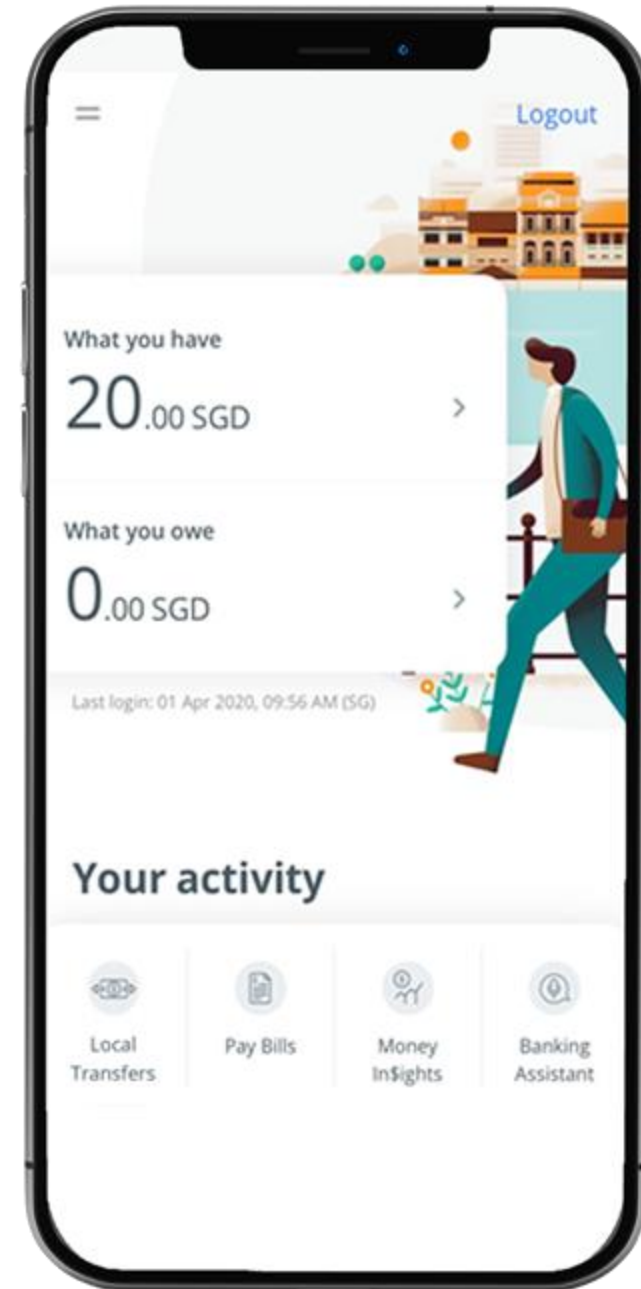 Logout
What you have
20.00 SGD
What you owe
0.00 SGD
Last login: 01 Apr 2020, 09:56 AM (SG)
Your activity
Local
Transfers
Pay Bills
Money
In$ights
Banking
Assistant